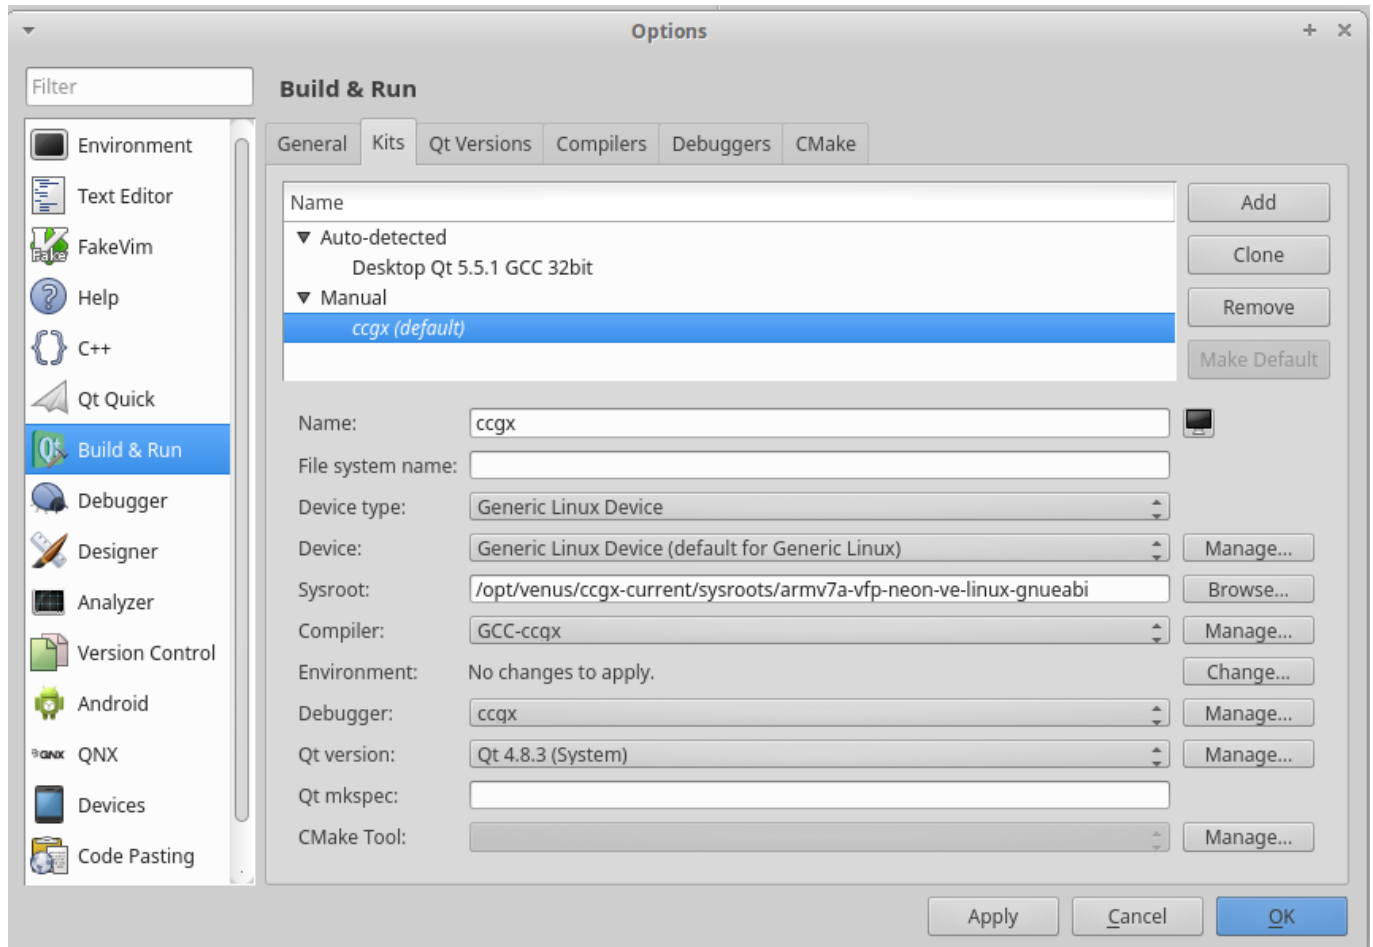 Options
Filter
Build & Run
Environment
Text Editor
FakeVim
Help
C++
Qt Quick
Build & Run
Debugger
Designer
Analyzer
Version Control
Android
QNX
Devices
Code Pasting
General Kits Qt Versions Compilers Debuggers CMake
Name
Auto-detected
Desktop Qt 5.5.1 GCC 32bit
Manual
ccgx (default)
Add
Clone
Remove
Make Default
Name: ccgx
File system name:
Device type: Generic Linux Device
Device: Generic Linux Device (default for Generic Linux) Manage...
Sysroot: /opt/venus/ccgx-current/sysroots/armv7a-vfp-neon-ve-linux-gnueabi Browse...
Compiler: GCC-ccgx Manage...
Environment: No changes to apply. Change...
Debugger: ccgx Manage...
Qt version: Qt 4.8.3 (System) Manage...
Qt mkspec:
CMake Tool: Manage...
Apply Cancel OK